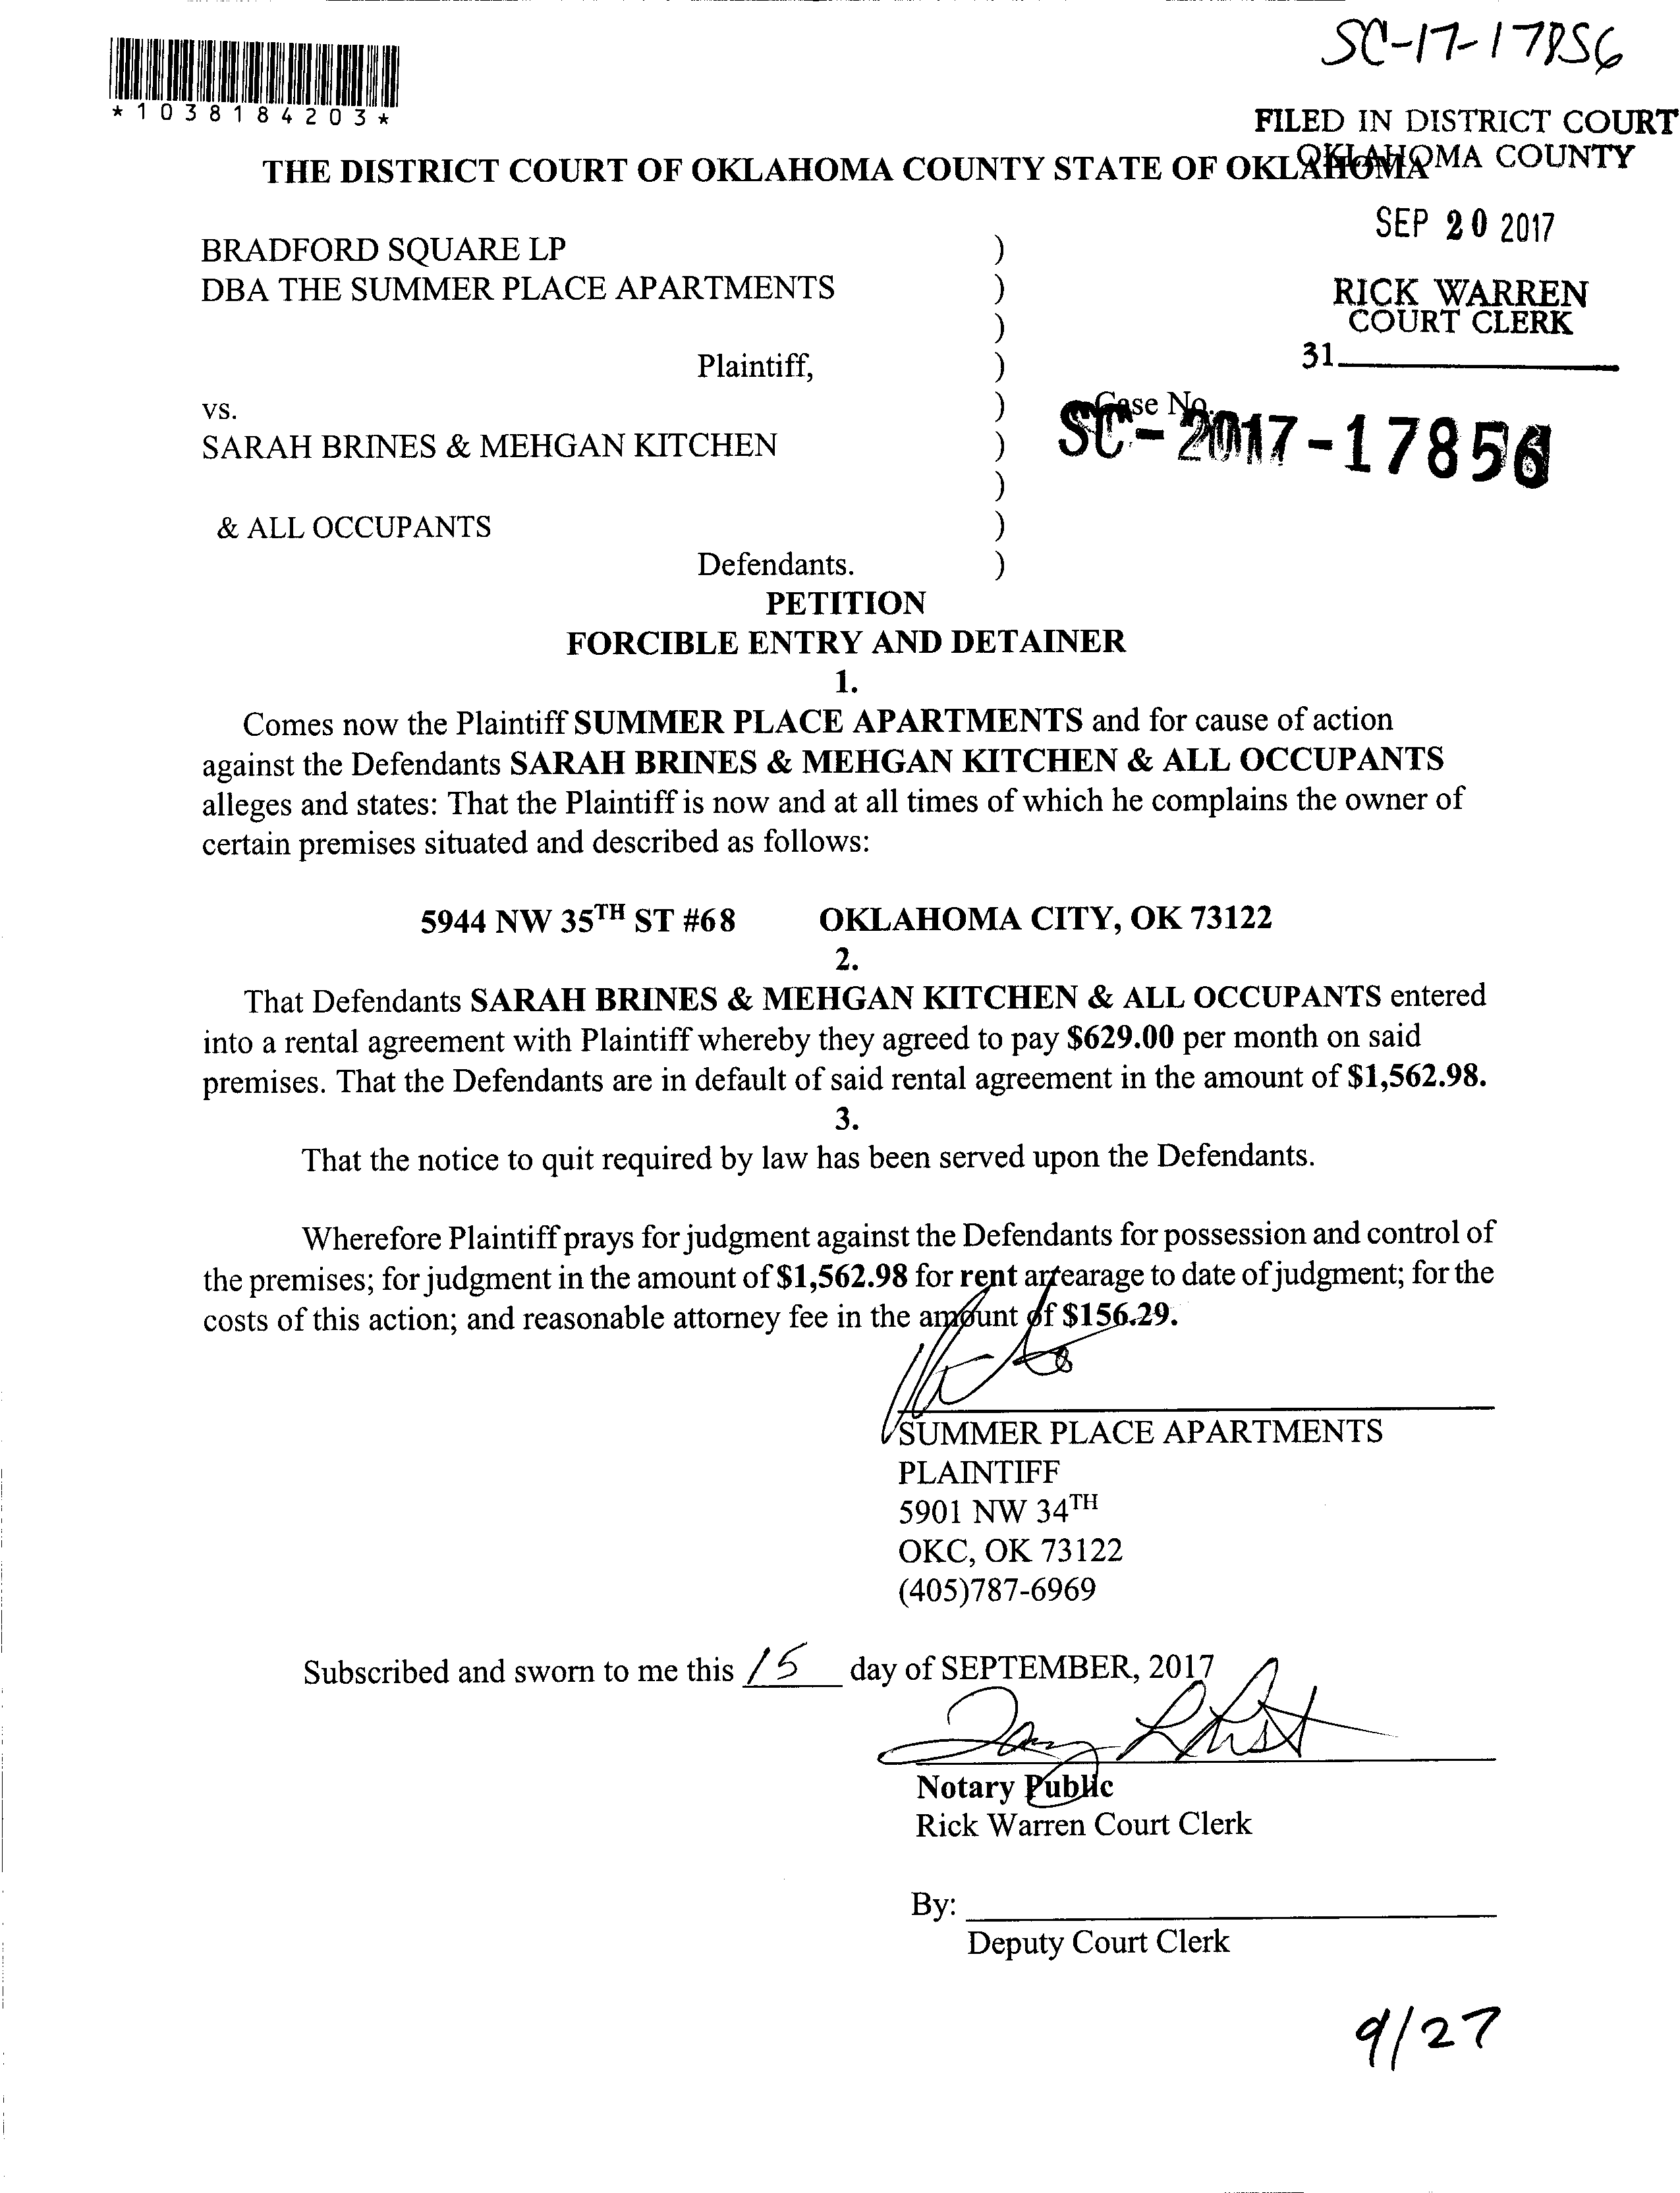 SC-17-17856
*1038184203*
FILED IN DISTRICT COURT
OKLAHOMA COUNTY
THE DISTRICT COURT OF OKLAHOMA COUNTY STATE OF OKLAHOMA
SEP 20 2017
BRADFORD SQUARE LP )
DBA THE SUMMER PLACE APARTMENTS )
RICK WARREN
COURT CLERK
)
31
Plaintiff, )
vs. ) Case No.
SC-2017-17856
SARAH BRINES & MEHGAN KITCHEN )
)
& ALL OCCUPANTS )
Defendants. )
PETITION
FORCIBLE ENTRY AND DETAINER
1.
Comes now the Plaintiff SUMMER PLACE APARTMENTS and for cause of action
against the Defendants SARAH BRINES & MEHGAN KITCHEN & ALL OCCUPANTS
alleges and states: That the Plaintiff is now and at all times of which he complains the owner of
certain premises situated and described as follows:
5944 NW 35TH ST #68 OKLAHOMA CITY, OK 73122
2.
That Defendants SARAH BRINES & MEHGAN KITCHEN & ALL OCCUPANTS entered
into a rental agreement with Plaintiff whereby they agreed to pay $629.00 per month on said
premises. That the Defendants are in default of said rental agreement in the amount of $1,562.98.
3.
That the notice to quit required by law has been served upon the Defendants.
Wherefore Plaintiff prays for judgment against the Defendants for possession and control of
the premises; for judgment in the amount of $1,562.98 for rent arrearage to date of judgment; for the
costs of this action; and reasonable attorney fee in the amount of $156.29.
SUMMER PLACE APARTMENTS
PLAINTIFF
5901 NW 34TH
OKC, OK 73122
(405)787-6969
Subscribed and sworn to me this 15 day of SEPTEMBER, 2017
Notary Public
Rick Warren Court Clerk
By:
Deputy Court Clerk
9/27